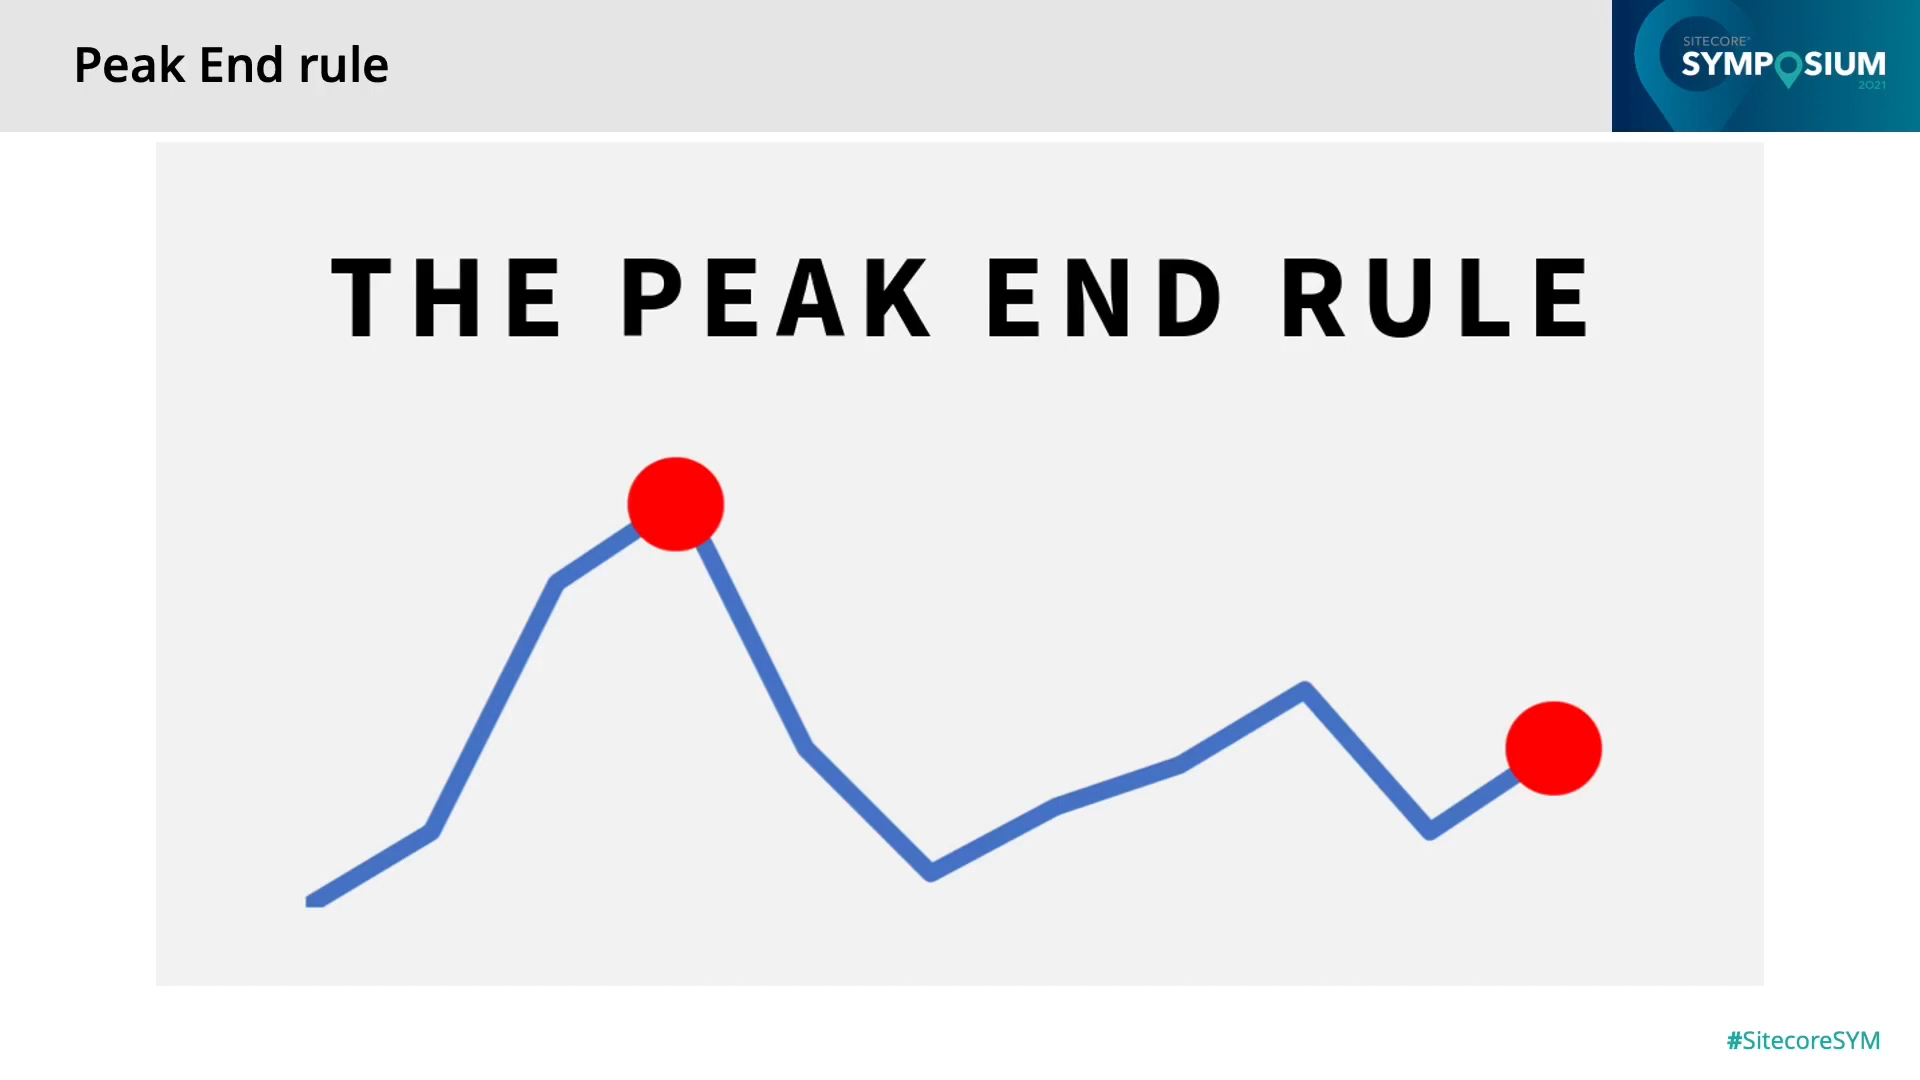 Peak End rule
SITECORE®
SYMPOSIUM
2021
THE PEAK END RULE
#SitecoreSYM